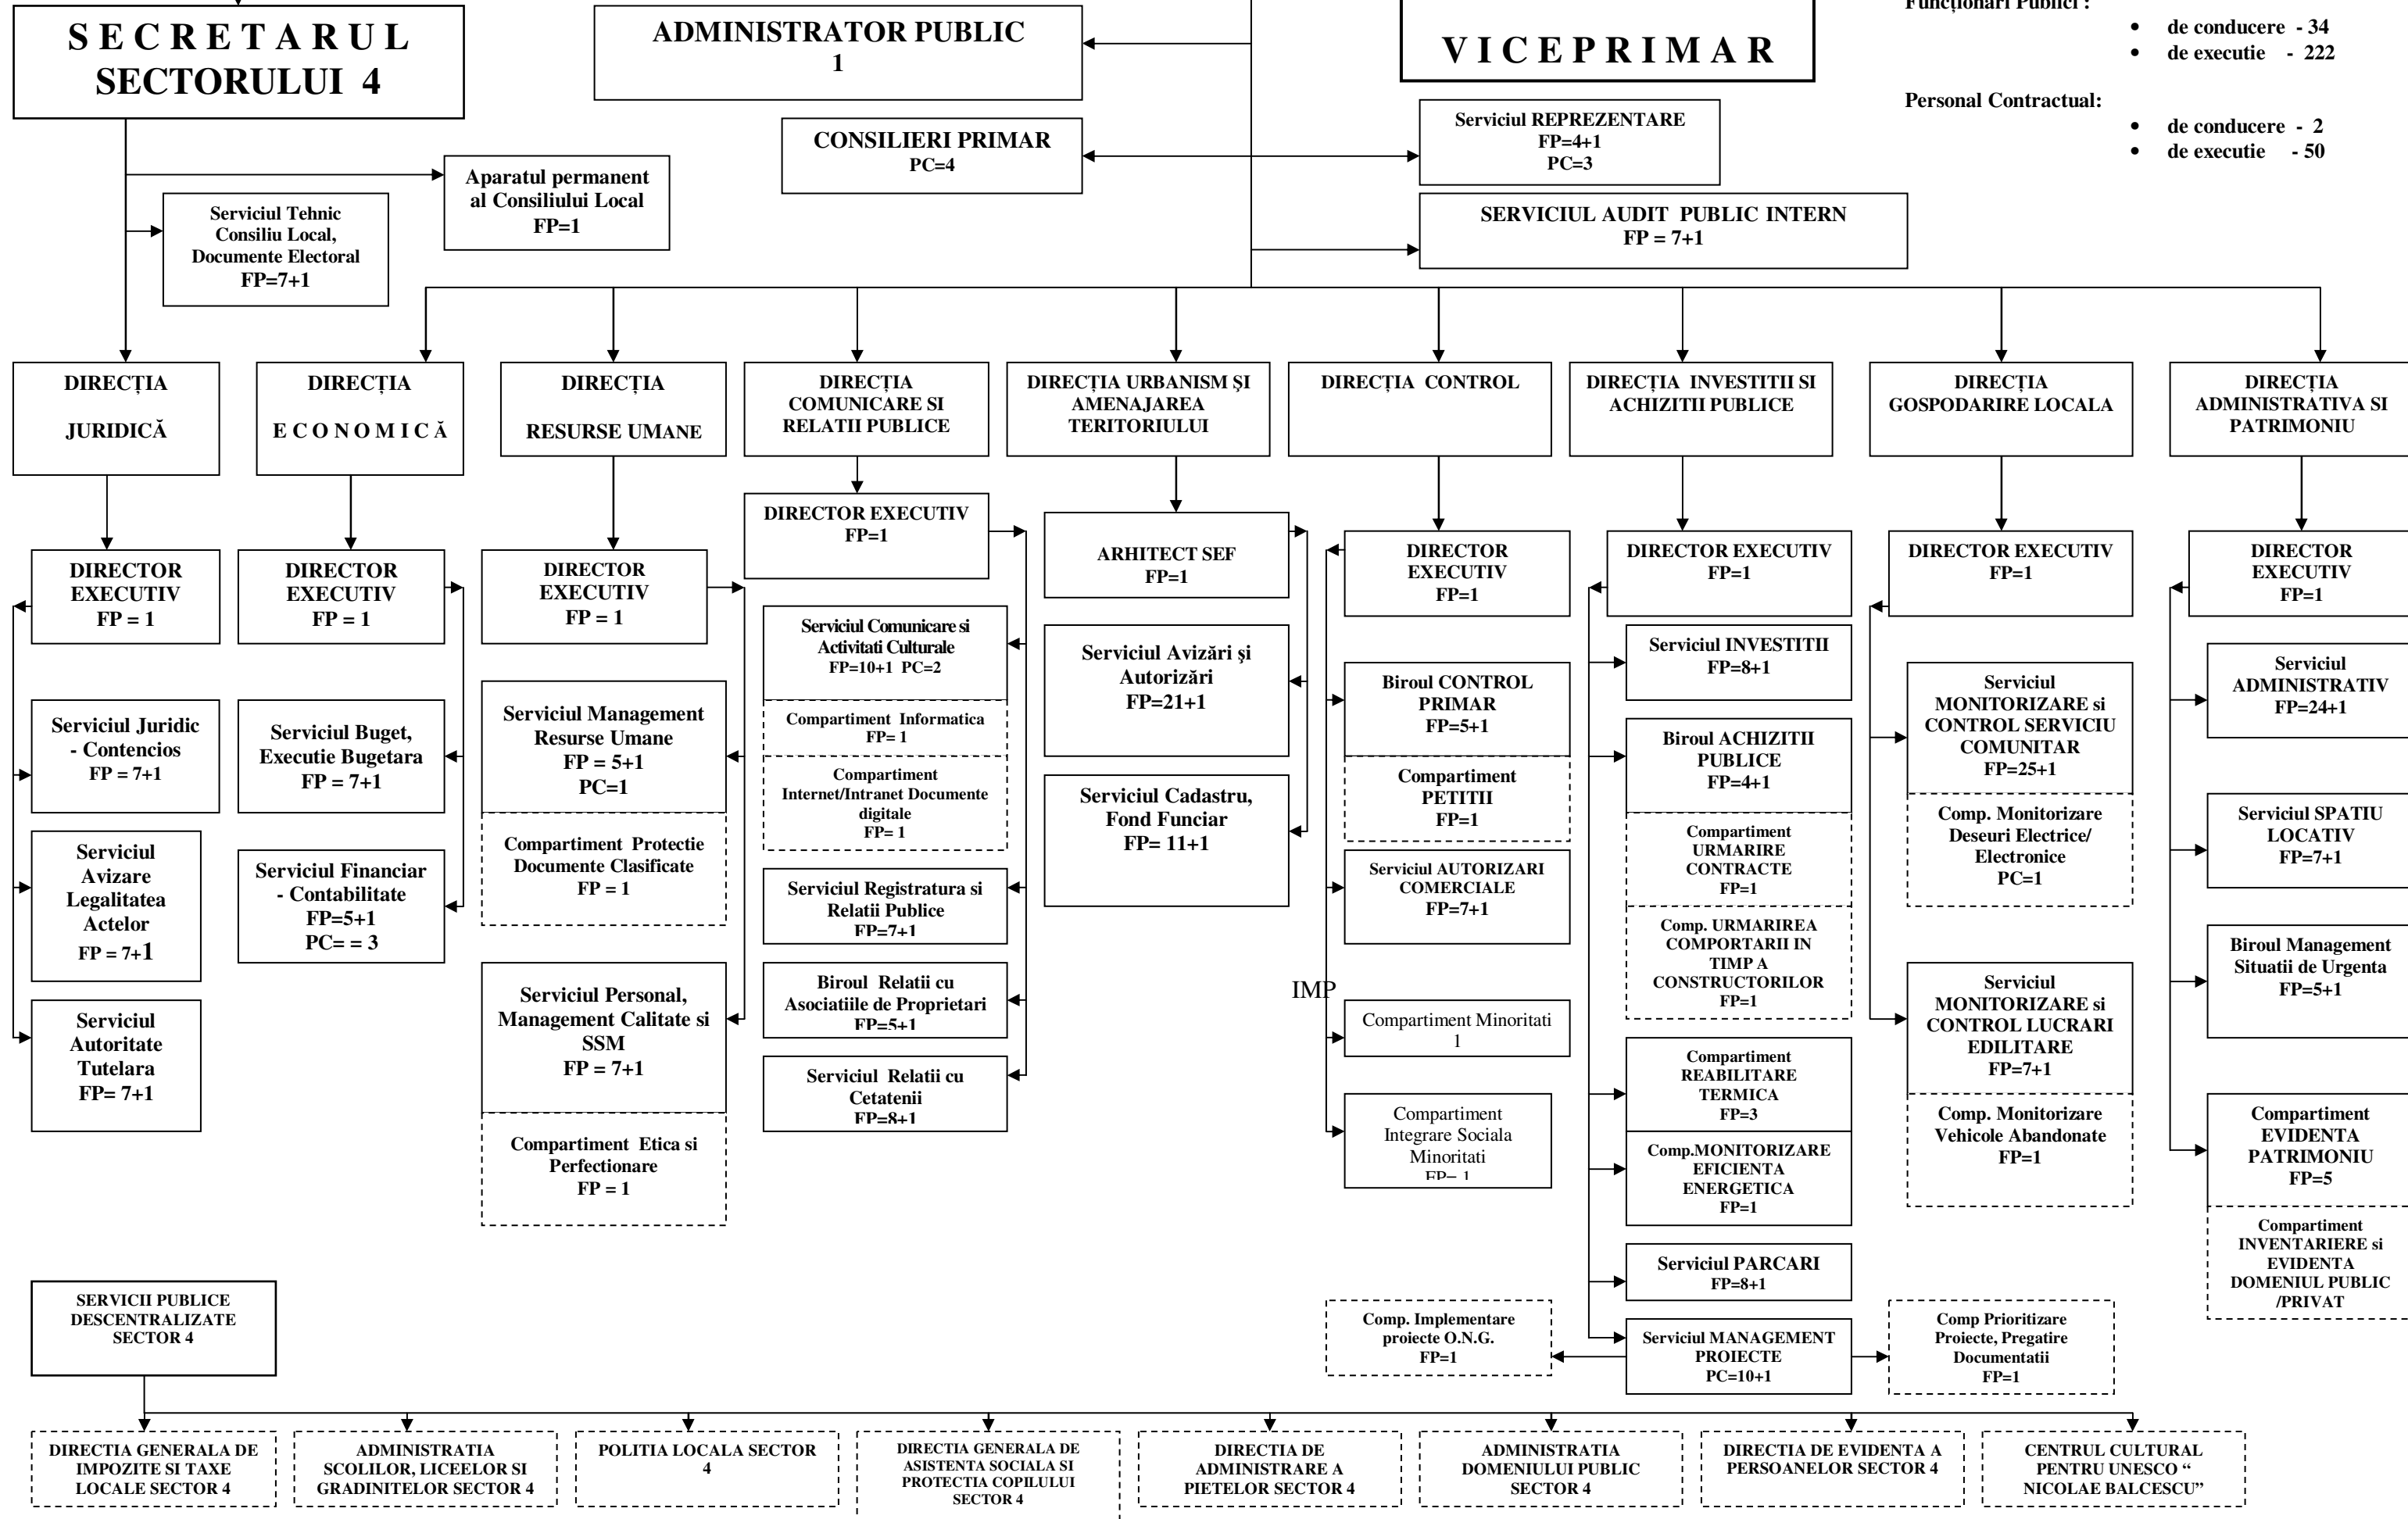 Funcționari Publici :
• de conducere - 34
• de executie - 222
Personal Contractual:
• de conducere - 2
• de executie - 50
S E C R E T A R U L
SECTORULUI 4
ADMINISTRATOR PUBLIC
1
V I C E P R I M A R
CONSILIERI PRIMAR
PC=4
Serviciul REPREZENTARE
FP=4+1
PC=3
Aparatul permanent
al Consiliului Local
FP=1
Serviciul Tehnic
Consiliu Local,
Documente Electoral
FP=7+1
SERVICIUL AUDIT PUBLIC INTERN
FP = 7+1
DIRECȚIA
JURIDICĂ
DIRECȚIA
E C O N O M I C Ă
DIRECȚIA
RESURSE UMANE
DIRECȚIA
COMUNICARE SI
RELATII PUBLICE
DIRECȚIA URBANISM ŞI
AMENAJAREA
TERITORIULUI
DIRECȚIA CONTROL
DIRECȚIA INVESTITII SI
ACHIZITII PUBLICE
DIRECȚIA
GOSPODARIRE LOCALA
DIRECȚIA
ADMINISTRATIVA SI
PATRIMONIU
DIRECTOR
EXECUTIV
FP = 1
Serviciul Juridic
- Contencios
FP = 7+1
Serviciul
Avizare
Legalitatea
Actelor
FP = 7+1
Serviciul
Autoritate
Tutelara
FP= 7+1
DIRECTOR
EXECUTIV
FP = 1
Serviciul Buget,
Executie Bugetara
FP = 7+1
Serviciul Financiar
- Contabilitate
FP=5+1
PC= = 3
DIRECTOR
EXECUTIV
FP = 1
Serviciul Management
Resurse Umane
FP = 5+1
PC=1
Compartiment Protectie
Documente Clasificate
FP = 1
Serviciul Personal,
Management Calitate si
SSM
FP = 7+1
Compartiment Etica si
Perfectionare
FP = 1
DIRECTOR EXECUTIV
FP=1
Serviciul Comunicare si
Activitati Culturale
FP=10+1 PC=2
Compartiment Informatica
FP= 1
Compartiment
Internet/Intranet Documente
digitale
FP= 1
Serviciul Registratura si
Relatii Publice
FP=7+1
Biroul Relatii cu
Asociatiile de Proprietari
FP=5+1
Serviciul Relatii cu
Cetatenii
FP=8+1
ARHITECT SEF
FP=1
Serviciul Avizări şi
Autorizări
FP=21+1
Serviciul Cadastru,
Fond Funciar
FP= 11+1
DIRECTOR
EXECUTIV
FP=1
Biroul CONTROL
PRIMAR
FP=5+1
Compartiment
PETITII
FP=1
Serviciul AUTORIZARI
COMERCIALE
FP=7+1
IMP
Compartiment Minoritati
1
Compartiment
Integrare Sociala
Minoritati
FP= 1
DIRECTOR EXECUTIV
FP=1
Serviciul INVESTITII
FP=8+1
Biroul ACHIZITII
PUBLICE
FP=4+1
Compartiment
URMARIRE
CONTRACTE
FP=1
Comp. URMARIREA
COMPORTARII IN
TIMP A
CONSTRUCTORILOR
FP=1
Compartiment
REABILITARE
TERMICA
FP=3
Comp.MONITORIZARE
EFICIENTA
ENERGETICA
FP=1
Serviciul PARCARI
FP=8+1
Serviciul MANAGEMENT
PROIECTE
PC=10+1
Comp. Implementare
proiecte O.N.G.
FP=1
Comp Prioritizare
Proiecte, Pregatire
Documentatii
FP=1
DIRECTOR EXECUTIV
FP=1
Serviciul
MONITORIZARE si
CONTROL SERVICIU
COMUNITAR
FP=25+1
Comp. Monitorizare
Deseuri Electrice/
Electronice
PC=1
Serviciul
MONITORIZARE si
CONTROL LUCRARI
EDILITARE
FP=7+1
Comp. Monitorizare
Vehicole Abandonate
FP=1
DIRECTOR
EXECUTIV
FP=1
Serviciul
ADMINISTRATIV
FP=24+1
Serviciul SPATIU
LOCATIV
FP=7+1
Biroul Management
Situatii de Urgenta
FP=5+1
Compartiment
EVIDENTA
PATRIMONIU
FP=5
Compartiment
INVENTARIERE si
EVIDENTA
DOMENIUL PUBLIC
/PRIVAT
SERVICII PUBLICE
DESCENTRALIZATE
SECTOR 4
DIRECTIA GENERALA DE
IMPOZITE SI TAXE
LOCALE SECTOR 4
ADMINISTRATIA
SCOLILOR, LICEELOR SI
GRADINITELOR SECTOR 4
POLITIA LOCALA SECTOR
4
DIRECTIA GENERALA DE
ASISTENTA SOCIALA SI
PROTECTIA COPILULUI
SECTOR 4
DIRECTIA DE
ADMINISTRARE A
PIETELOR SECTOR 4
ADMINISTRATIA
DOMENIULUI PUBLIC
SECTOR 4
DIRECTIA DE EVIDENTA A
PERSOANELOR SECTOR 4
CENTRUL CULTURAL
PENTRU UNESCO “
NICOLAE BALCESCU”